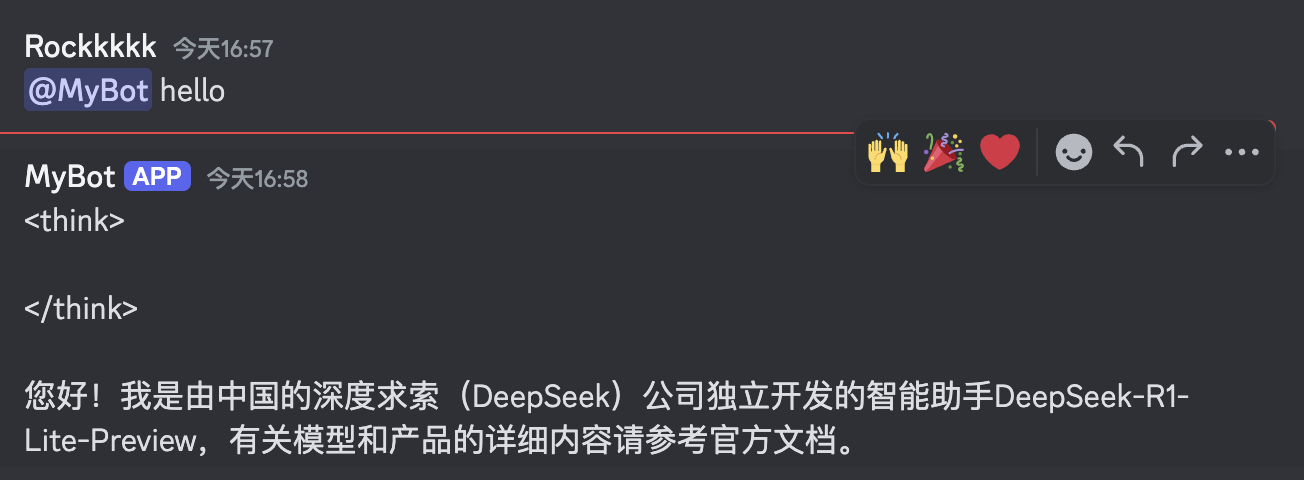 Rockkkkk 今天16:57
@MyBot hello
MyBot APP 今天16:58
<think>
</think>
您好！我是由中国的深度求索（DeepSeek）公司独立开发的智能助手DeepSeek-R1-
Lite-Preview，有关模型和产品的详细内容请参考官方文档。